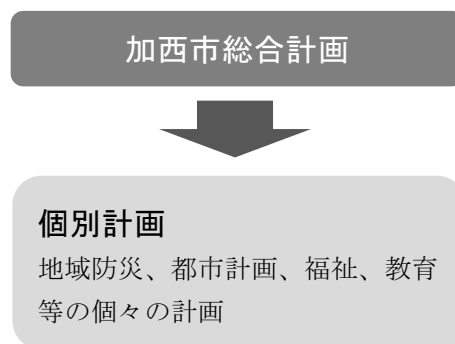 加西市総合計画
個別計画
地域防災、都市計画、福祉、教育
等の個々の計画